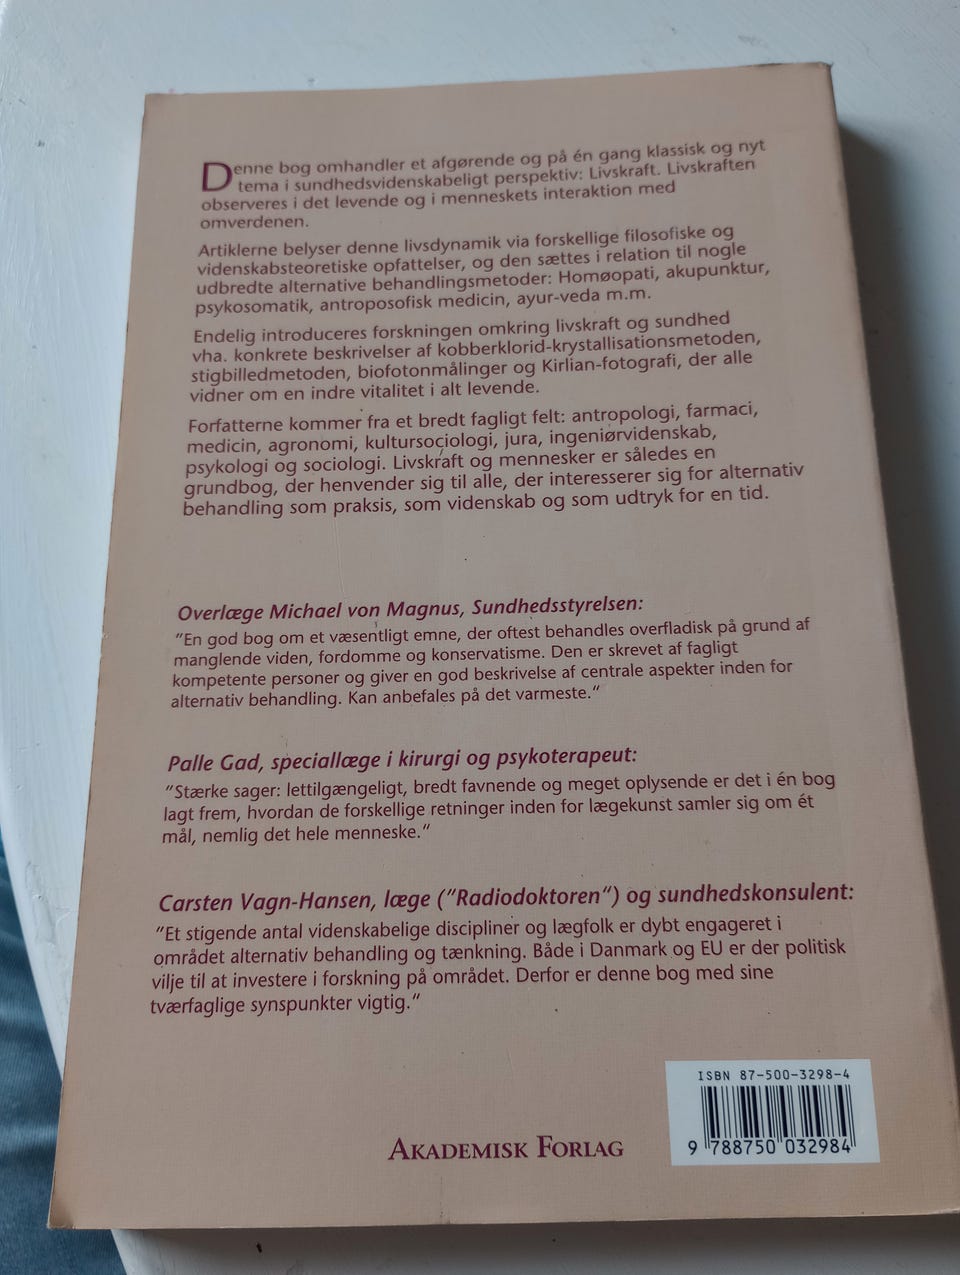 Denne bog omhandler et afgørende og på én gang klassisk og nyt
tema i sundhedsvidenskabeligt perspektiv: Livskraft. Livskraften
observeres i det levende og i menneskets interaktion med
omverdenen.
Artiklerne belyser denne livsdynamik via forskellige filosofiske og
videnskabsteoretiske opfattelser, og den sættes i relation til nogle
udbredte alternative behandlingsmetoder: Homøopati, akupunktur,
psykosomatik, antroposofisk medicin, ayur-veda m.m.
Endelig introduceres forskningen omkring livskraft og sundhed
vha. konkrete beskrivelser af kobberklorid-krystallisationsmetoden,
stigbilledmetoden, biofotonmålinger og Kirlian-fotografi, der alle
vidner om en indre vitalitet i alt levende.
Forfatterne kommer fra et bredt fagligt felt: antropologi, farmaci,
medicin, agronomi, kultursociologi, jura, ingeniørvidenskab,
psykologi og sociologi. Livskraft og mennesker er således en
grundbog, der henvender sig til alle, der interesserer sig for alternativ
behandling som praksis, som videnskab og som udtryk for en tid.
Overlæge Michael von Magnus, Sundhedsstyrelsen:
"En god bog om et væsentligt emne, der oftest behandles overfladisk på grund af
manglende viden, fordomme og konservatisme. Den er skrevet af fagligt
kompetente personer og giver en god beskrivelse af centrale aspekter inden for
alternativ behandling. Kan anbefales på det varmeste."
Palle Gad, speciallæge i kirurgi og psykoterapeut:
"Stærke sager: lettilgængeligt, bredt favnende og meget oplysende er det i én bog
lagt frem, hvordan de forskellige retninger inden for lægekunst samler sig om ét
mål, nemlig det hele menneske."
Carsten Vagn-Hansen, læge ("Radiodoktoren") og sundhedskonsulent:
"Et stigende antal videnskabelige discipliner og lægfolk er dybt engageret i
området alternativ behandling og tænkning. Både i Danmark og EU er der politisk
vilje til at investere i forskning på området. Derfor er denne bog med sine
tværfaglige synspunkter vigtig."
ISBN 87-500-3298-4
9 788750 032984
AKADEMISK FORLAG